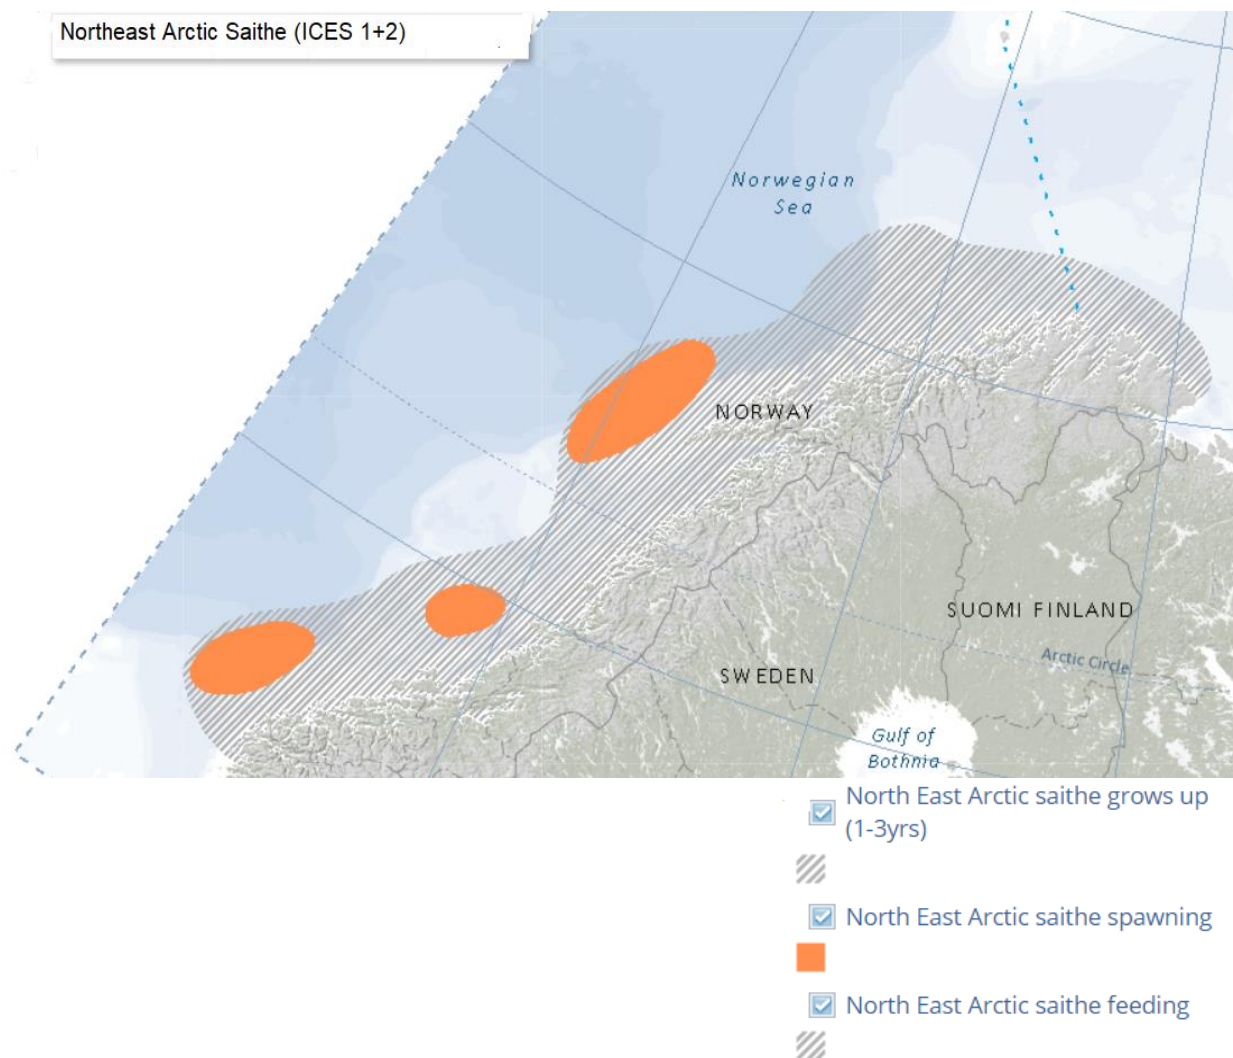 Northeast Arctic Saithe (ICES 1+2)
Norwegian
Sea
NORWAY
SUOMI FINLAND
Arctic Circle
SWEDEN
Gulf of
Bothnia
North East Arctic saithe grows up
(1-3yrs)
North East Arctic saithe spawning
North East Arctic saithe feeding